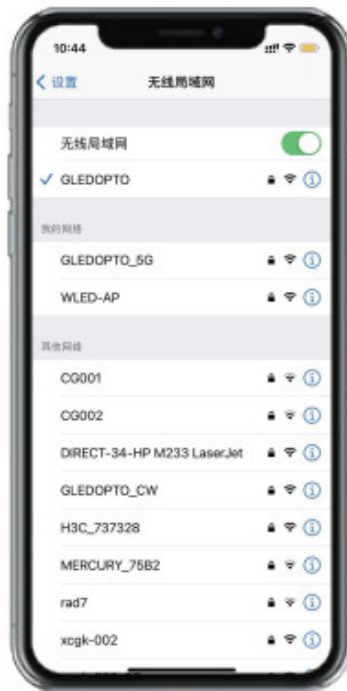 10:44
设置
无线局域网
无线局域网
GLEDOPTO
我的网络
GLEDOPTO_5G
WLED-AP
其他网络
CG001
CG002
DIRECT-34-HP M233 LaserJet
GLEDOPTO_CW
H3C_737328
MERCURY_75B2
rad7
xcgk-002